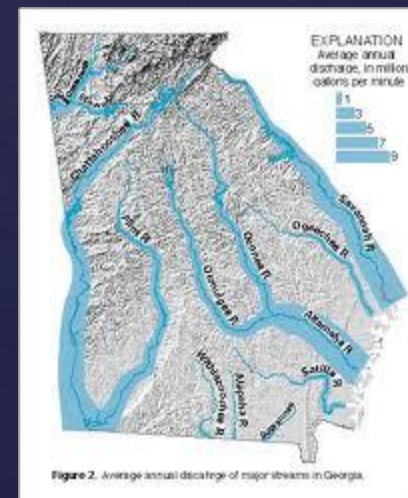 EXPLANATION
Average annual
discharge, in million
gallons per minute
1
3
5
7
9
Chattahoochee R.
Savannah R.
Flint R.
Ogeechee R.
Oconee R.
Ocmulgee R.
Altamaha R.
Satilla R.
Withlacoochee R.
Alapaha R.
Figure 2. Average annual discahrge of major streams in Georgia.